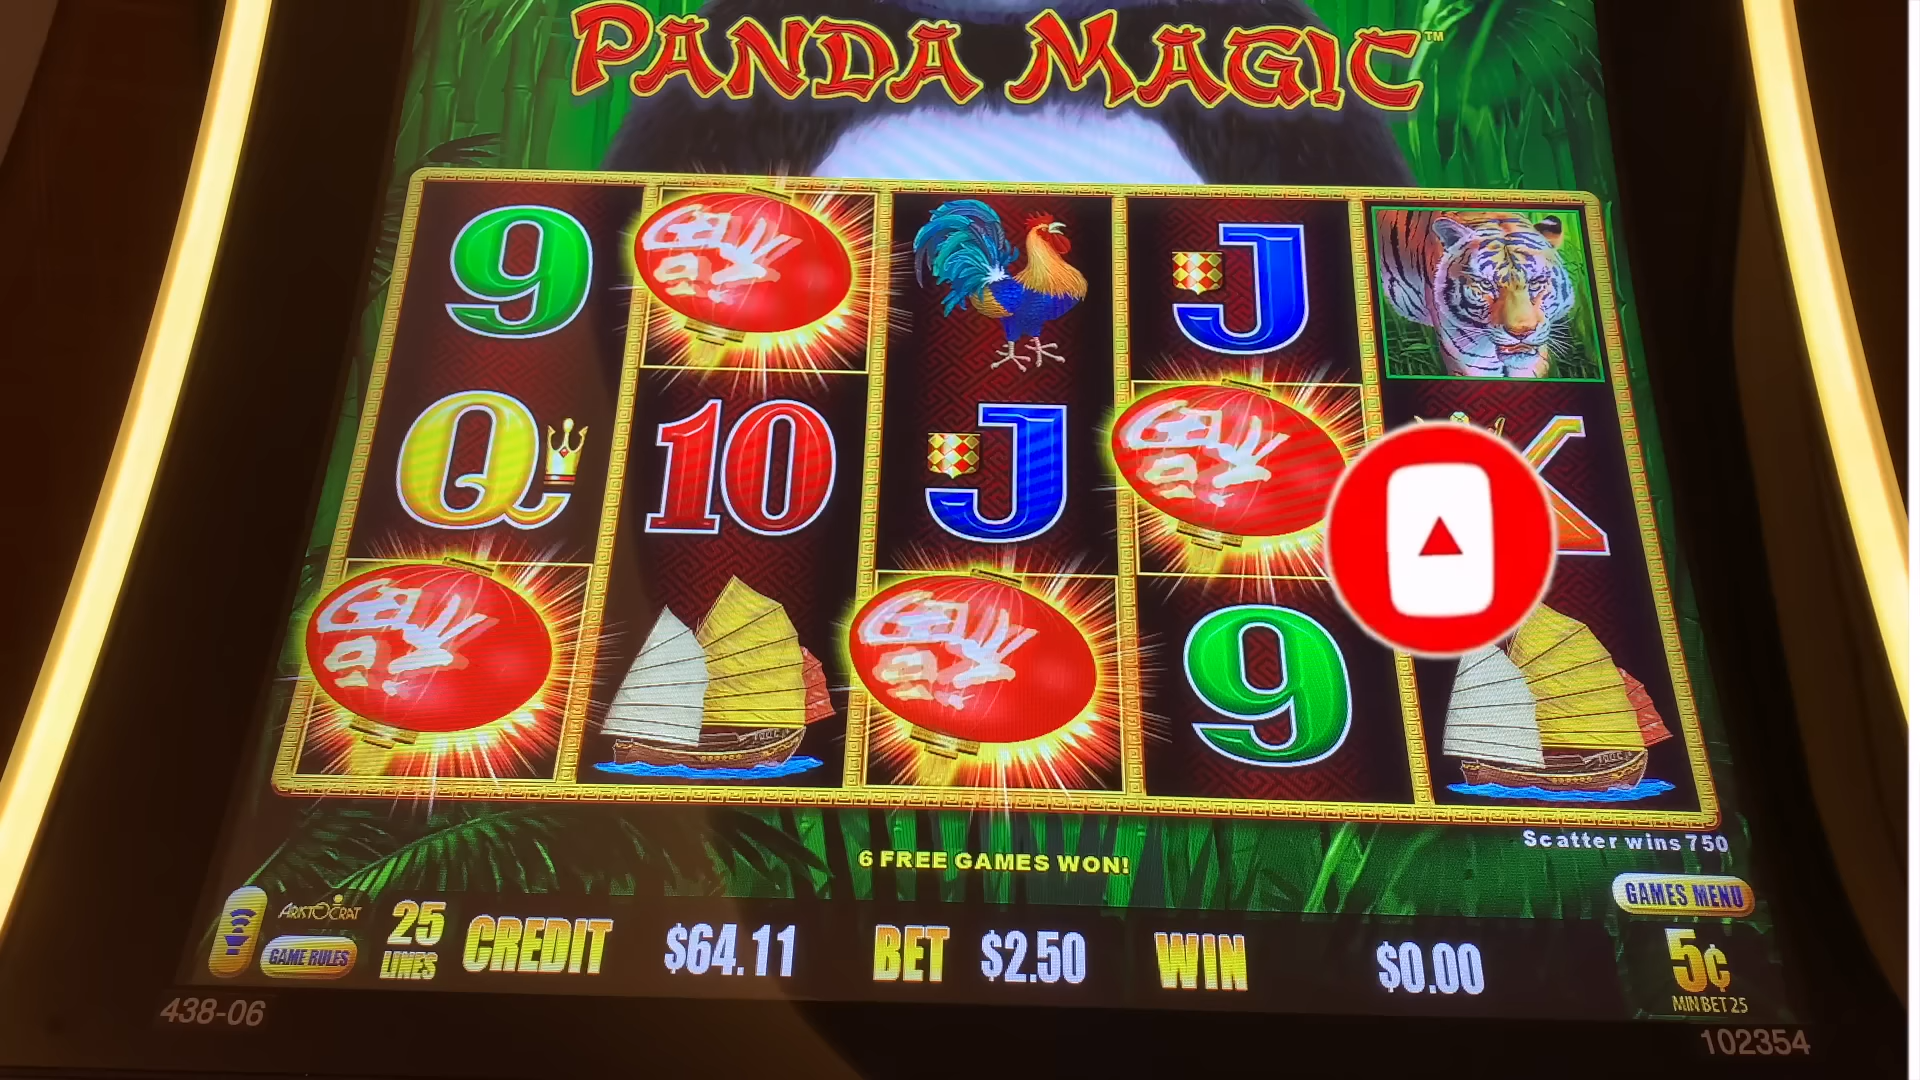 PANDA MAGIC™
9
J
Q
10
J
K
9
Scatter wins 750
6 FREE GAMES WON!
GAMES MENU
ARISTOCRAT
GAME RULES
25 LINES
CREDIT $64.11
BET $2.50
WIN $0.00
5¢
MIN BET 25
438-06
102354